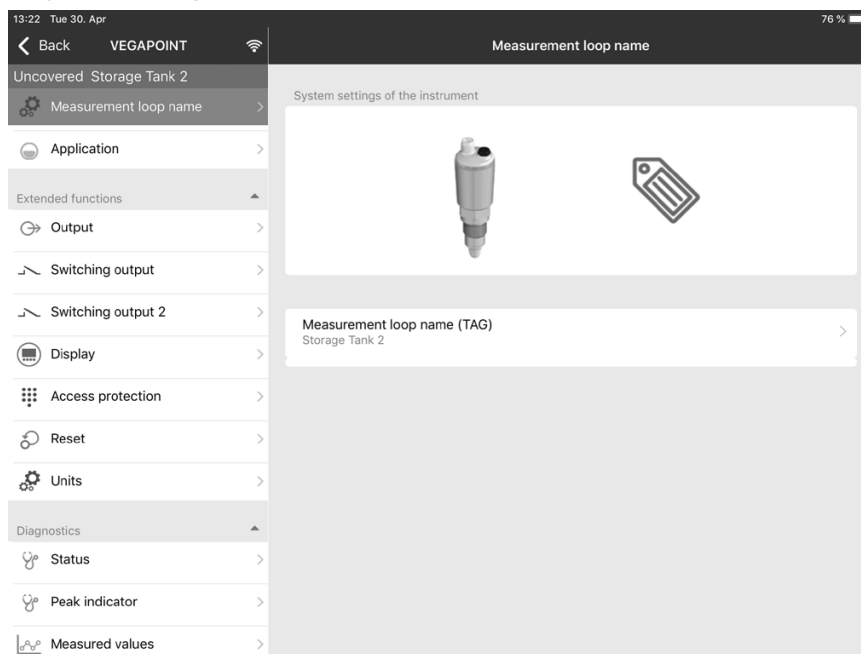 13:22 Tue 30. Apr
76 %
Back
VEGAPOINT
Measurement loop name
Uncovered Storage Tank 2
Measurement loop name
Application
Extended functions
Output
Switching output
Switching output 2
Display
Access protection
Reset
Units
Diagnostics
Status
Peak indicator
Measured values
System settings of the instrument
Measurement loop name (TAG)
Storage Tank 2